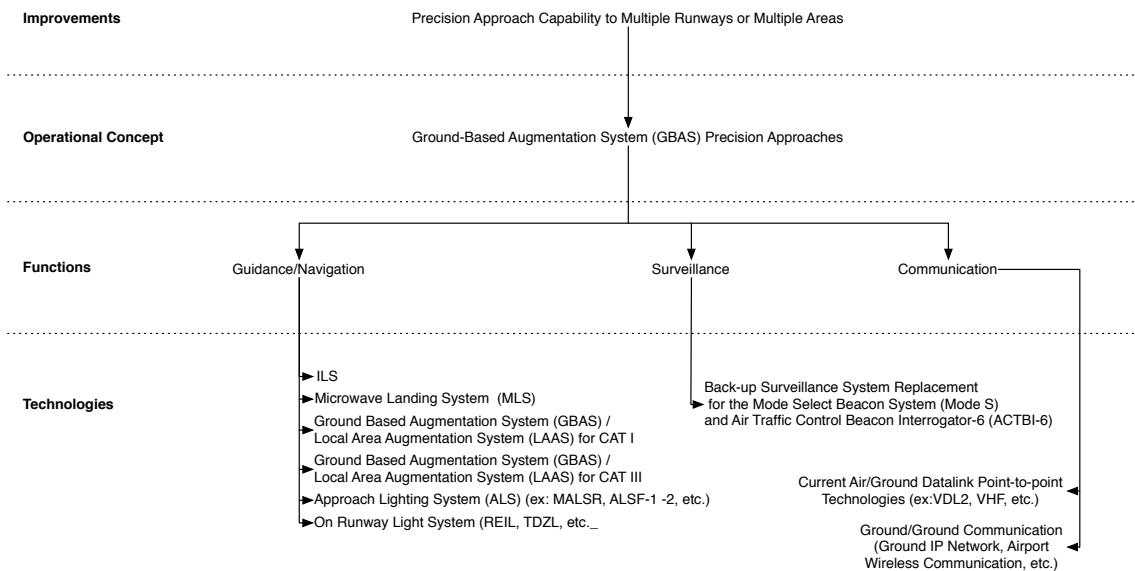 Improvements
Precision Approach Capability to Multiple Runways or Multiple Areas
Operational Concept
Ground-Based Augmentation System (GBAS) Precision Approaches
Functions
Guidance/Navigation
Surveillance
Communication
Technologies
ILS
Microwave Landing System (MLS)
Ground Based Augmentation System (GBAS) /
Local Area Augmentation System (LAAS) for CAT I
Ground Based Augmentation System (GBAS) /
Local Area Augmentation System (LAAS) for CAT III
Approach Lighting System (ALS) (ex: MALSR, ALSF-1 -2, etc.)
On Runway Light System (REIL, TDZL, etc._
Back-up Surveillance System Replacement
for the Mode Select Beacon System (Mode S)
and Air Traffic Control Beacon Interrogator-6 (ACTBI-6)
Current Air/Ground Datalink Point-to-point
Technologies (ex:VDL2, VHF, etc.)
Ground/Ground Communication
(Ground IP Network, Airport
Wireless Communication, etc.)